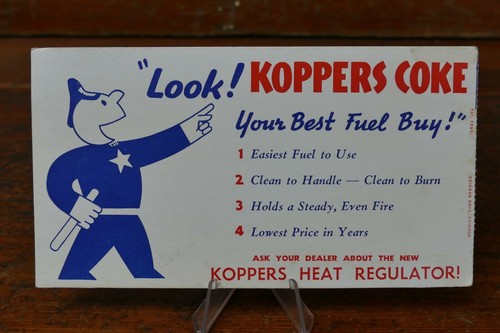 "Look! KOPPERS COKE
Your Best Fuel Buy!"
1 Easiest Fuel to Use
2 Clean to Handle — Clean to Burn
3 Holds a Steady, Even Fire
4 Lowest Price in Years
ASK YOUR DEALER ABOUT THE NEW
KOPPERS HEAT REGULATOR!